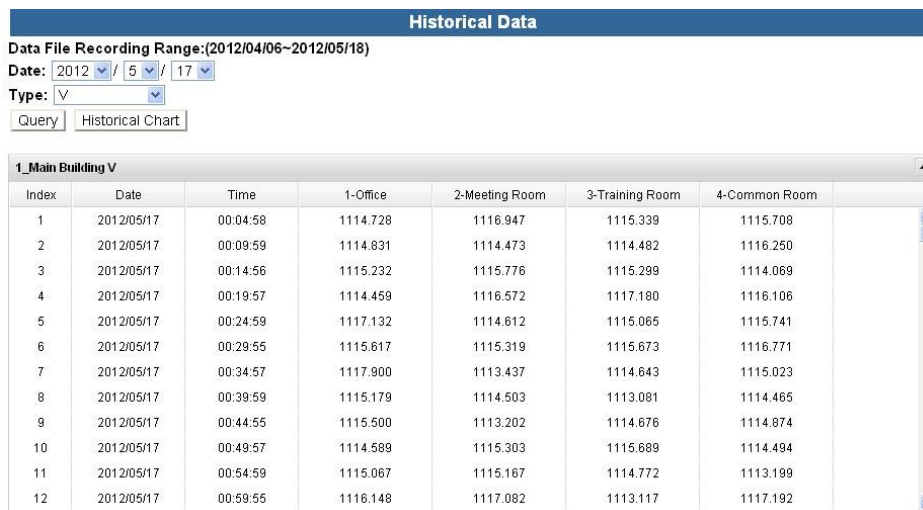 Historical Data
Data File Recording Range:(2012/04/06~2012/05/18)
Date: 2012 / 5 / 17
Type: V
Query Historical Chart
1_Main Building V
Index Date Time 1-Office 2-Meeting Room 3-Training Room 4-Common Room
1 2012/05/17 00:04:58 1114.728 1116.947 1115.339 1115.708
2 2012/05/17 00:09:59 1114.831 1114.473 1114.482 1116.250
3 2012/05/17 00:14:56 1115.232 1115.776 1115.299 1114.069
4 2012/05/17 00:19:57 1114.459 1116.572 1117.180 1116.106
5 2012/05/17 00:24:59 1117.132 1114.612 1115.065 1115.741
6 2012/05/17 00:29:55 1115.617 1115.319 1115.673 1116.771
7 2012/05/17 00:34:57 1117.900 1113.437 1114.643 1115.023
8 2012/05/17 00:39:59 1115.179 1114.503 1113.081 1114.465
9 2012/05/17 00:44:55 1115.500 1113.202 1114.676 1114.874
10 2012/05/17 00:49:57 1114.589 1115.303 1115.689 1114.494
11 2012/05/17 00:54:59 1115.067 1115.167 1114.772 1113.199
12 2012/05/17 00:59:55 1116.148 1117.082 1113.117 1117.192